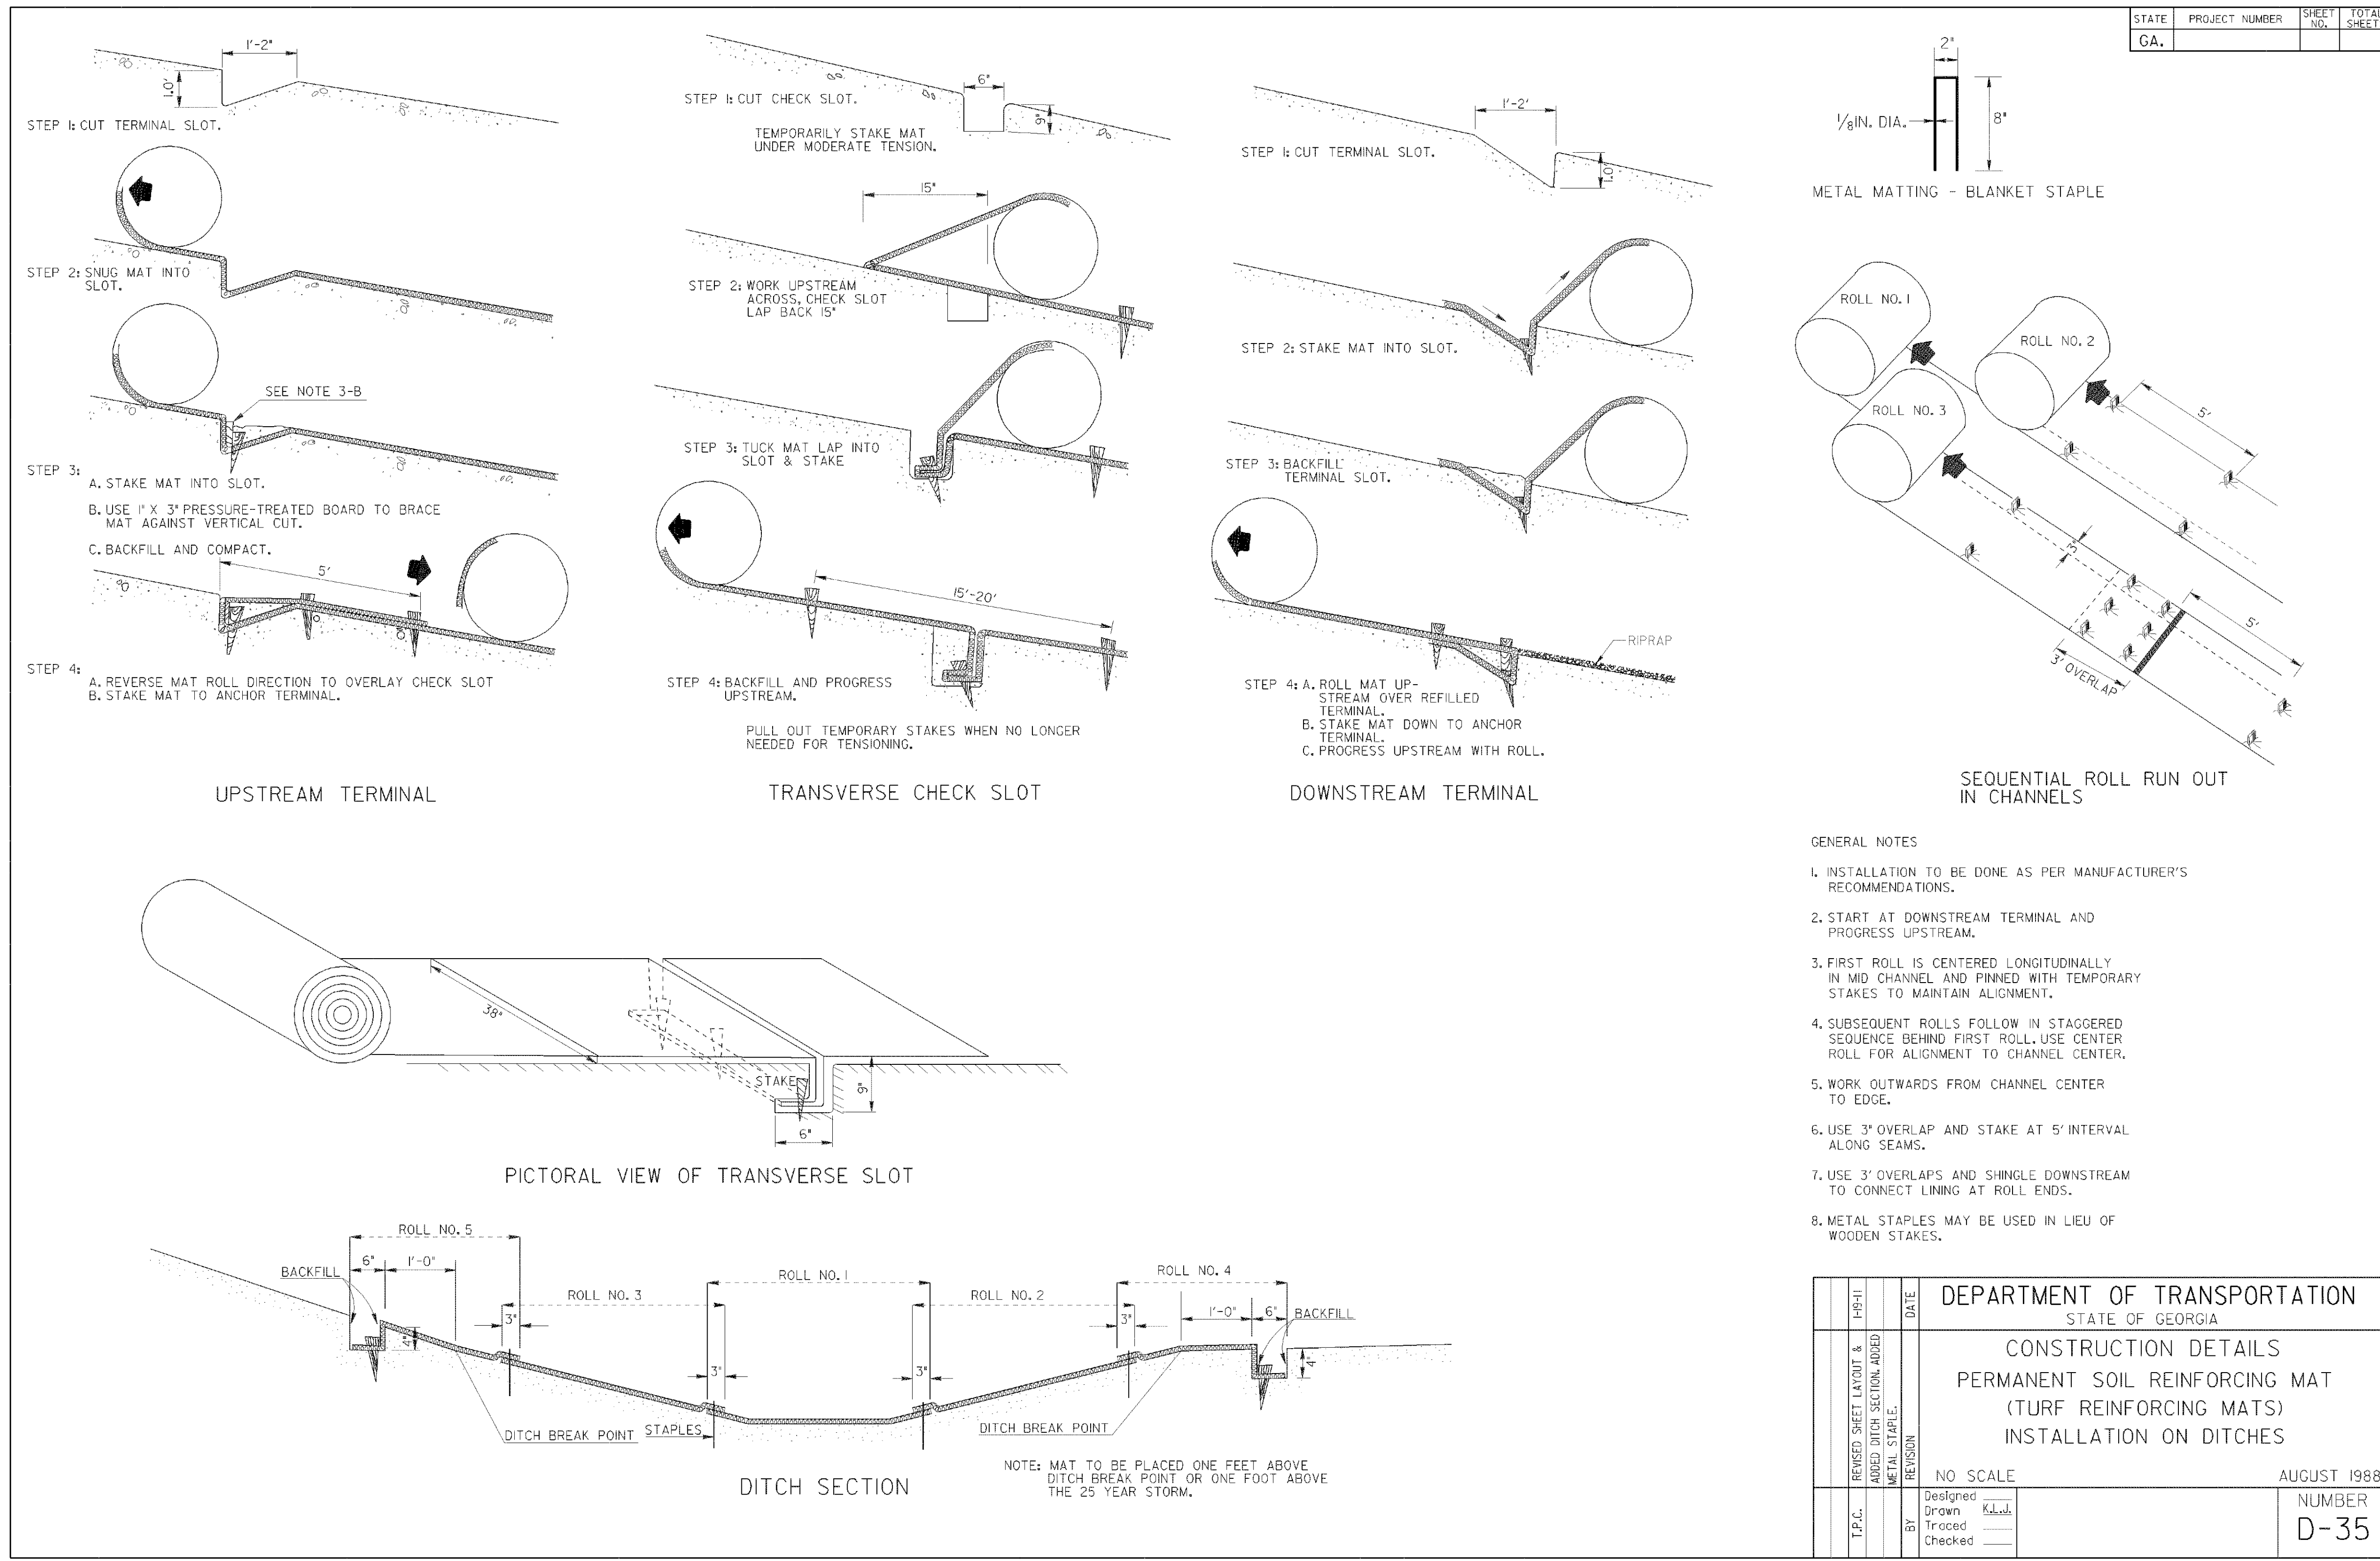 STATE PROJECT NUMBER SHEET NO. TOTAL SHEET
GA.
1'-2"
1.0'
STEP 1: CUT TERMINAL SLOT.
STEP 2: SNUG MAT INTO
SLOT.
SEE NOTE 3-B
STEP 3:
A. STAKE MAT INTO SLOT.
B. USE 1" X 3" PRESSURE-TREATED BOARD TO BRACE
MAT AGAINST VERTICAL CUT.
C. BACKFILL AND COMPACT.
5'
STEP 4:
A. REVERSE MAT ROLL DIRECTION TO OVERLAY CHECK SLOT
B. STAKE MAT TO ANCHOR TERMINAL.
UPSTREAM TERMINAL
6"
9"
STEP 1: CUT CHECK SLOT.
TEMPORARILY STAKE MAT
UNDER MODERATE TENSION.
15"
STEP 2: WORK UPSTREAM
ACROSS, CHECK SLOT
LAP BACK 15"
STEP 3: TUCK MAT LAP INTO
SLOT & STAKE
15'-20'
STEP 4: BACKFILL AND PROGRESS
UPSTREAM.
PULL OUT TEMPORARY STAKES WHEN NO LONGER
NEEDED FOR TENSIONING.
TRANSVERSE CHECK SLOT
1'-2'
1.0'
STEP 1: CUT TERMINAL SLOT.
STEP 2: STAKE MAT INTO SLOT.
STEP 3: BACKFILL
TERMINAL SLOT.
RIPRAP
STEP 4: A. ROLL MAT UP-
STREAM OVER REFILLED
TERMINAL.
B. STAKE MAT DOWN TO ANCHOR
TERMINAL.
C. PROGRESS UPSTREAM WITH ROLL.
DOWNSTREAM TERMINAL
2"
1/8 IN. DIA.
8"
METAL MATTING - BLANKET STAPLE
ROLL NO. 1
ROLL NO. 2
ROLL NO. 3
5'
3"
5'
3' OVERLAP
SEQUENTIAL ROLL RUN OUT
IN CHANNELS
38"
STAKE
9"
6"
PICTORAL VIEW OF TRANSVERSE SLOT
ROLL NO. 5
6" 1'-0"
BACKFILL
4"
ROLL NO. 3
3"
ROLL NO. 1
3"
3"
ROLL NO. 2
3"
ROLL NO. 4
1'-0" 6"
BACKFILL
4"
DITCH BREAK POINT
STAPLES
DITCH BREAK POINT
DITCH SECTION
NOTE: MAT TO BE PLACED ONE FEET ABOVE
DITCH BREAK POINT OR ONE FOOT ABOVE
THE 25 YEAR STORM.
GENERAL NOTES
1. INSTALLATION TO BE DONE AS PER MANUFACTURER'S
RECOMMENDATIONS.
2. START AT DOWNSTREAM TERMINAL AND
PROGRESS UPSTREAM.
3. FIRST ROLL IS CENTERED LONGITUDINALLY
IN MID CHANNEL AND PINNED WITH TEMPORARY
STAKES TO MAINTAIN ALIGNMENT.
4. SUBSEQUENT ROLLS FOLLOW IN STAGGERED
SEQUENCE BEHIND FIRST ROLL. USE CENTER
ROLL FOR ALIGNMENT TO CHANNEL CENTER.
5. WORK OUTWARDS FROM CHANNEL CENTER
TO EDGE.
6. USE 3" OVERLAP AND STAKE AT 5' INTERVAL
ALONG SEAMS.
7. USE 3' OVERLAPS AND SHINGLE DOWNSTREAM
TO CONNECT LINING AT ROLL ENDS.
8. METAL STAPLES MAY BE USED IN LIEU OF
WOODEN STAKES.
1-19-11
DATE
REVISED SHEET LAYOUT &
ADDED DITCH SECTION. ADDED
METAL STAPLE.
REVISION
T.P.C.
BY
DEPARTMENT OF TRANSPORTATION
STATE OF GEORGIA
CONSTRUCTION DETAILS
PERMANENT SOIL REINFORCING MAT
(TURF REINFORCING MATS)
INSTALLATION ON DITCHES
NO SCALE AUGUST 1988
Designed
Drawn K.L.J.
Traced
Checked
NUMBER
D-35